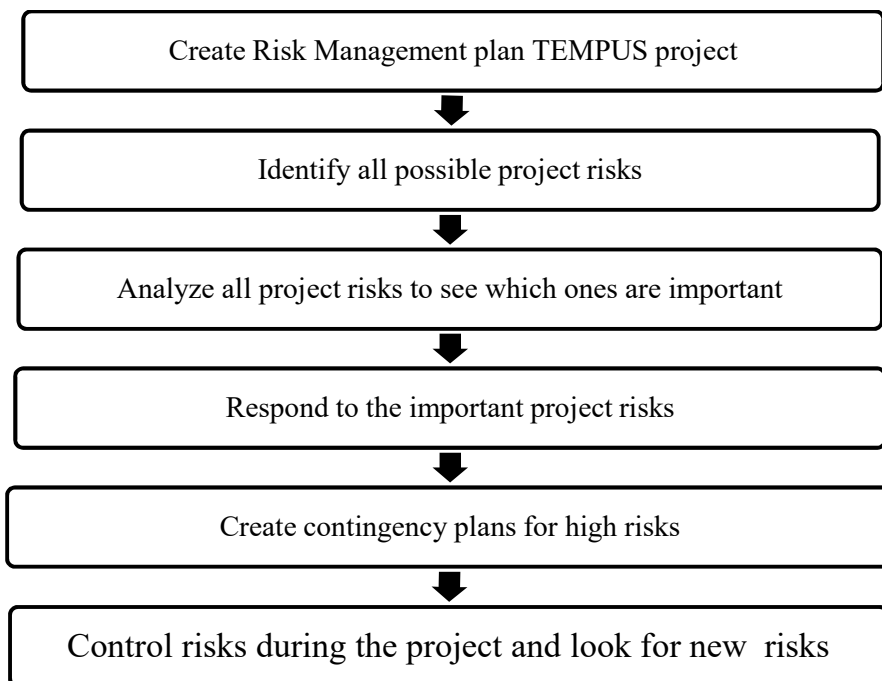 Create Risk Management plan TEMPUS project
Identify all possible project risks
Analyze all project risks to see which ones are important
Respond to the important project risks
Create contingency plans for high risks
Control risks during the project and look for new risks